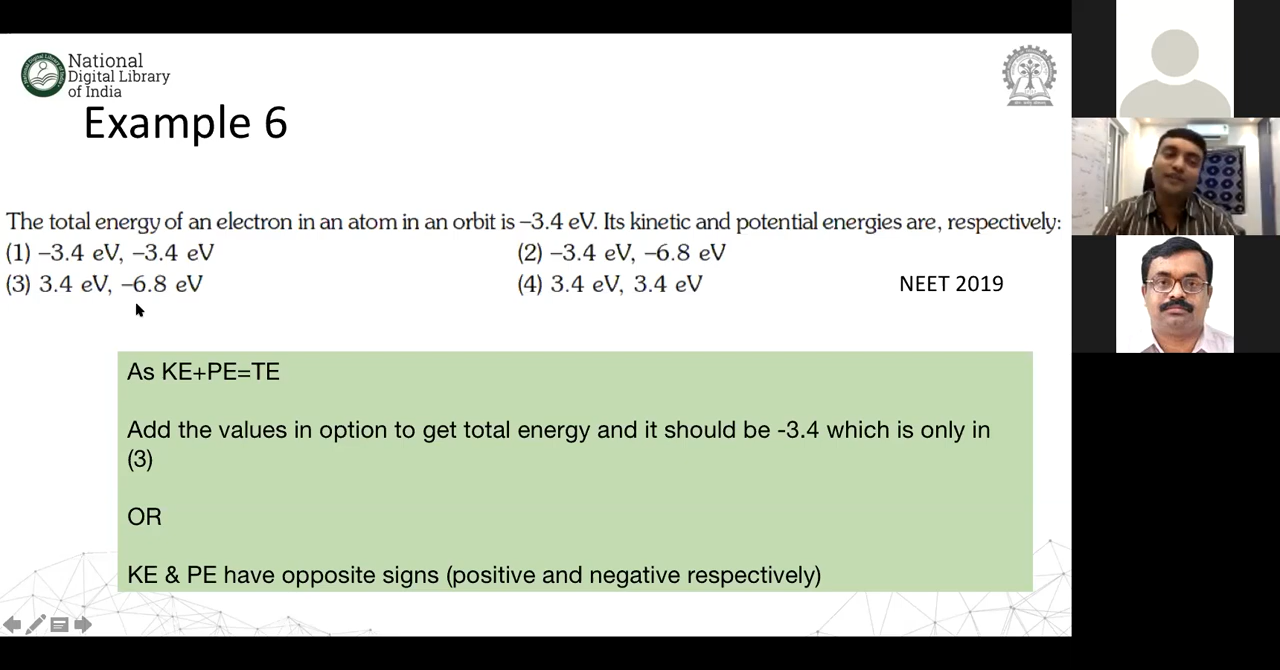 National
Digital Library
of India
Example 6
The total energy of an electron in an atom in an orbit is –3.4 eV. Its kinetic and potential energies are, respectively:
(1) –3.4 eV, –3.4 eV
(2) –3.4 eV, –6.8 eV
(3) 3.4 eV, –6.8 eV
(4) 3.4 eV, 3.4 eV
NEET 2019
As KE+PE=TE
Add the values in option to get total energy and it should be -3.4 which is only in
(3)
OR
KE & PE have opposite signs (positive and negative respectively)